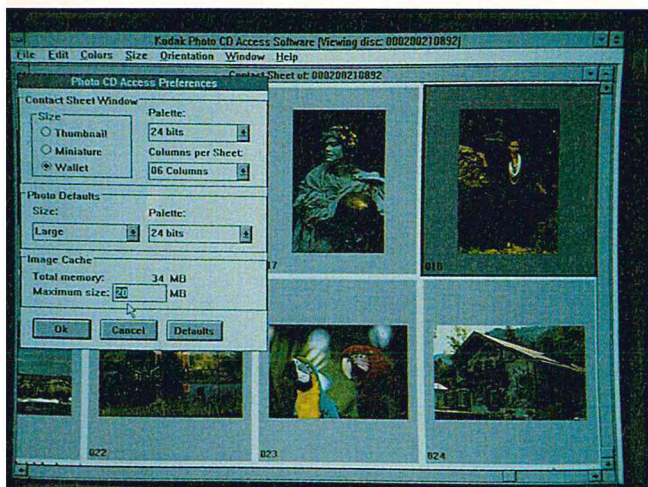 Kodak Photo CD Access Software [Viewing disc: 000200210892]
File Edit Colors Size Orientation Window Help
Contact Sheet of: 000200210892
Photo CD Access Preferences
Contact Sheet Window
Size
Thumbnail
Miniature
Wallet
Palette:
24 bits
Columns per Sheet:
06 Columns
Photo Defaults
Size:
Large
Palette:
24 bits
Image Cache
Total memory: 34 MB
Maximum size: 20 MB
Ok Cancel Defaults
17
018
022
023
024